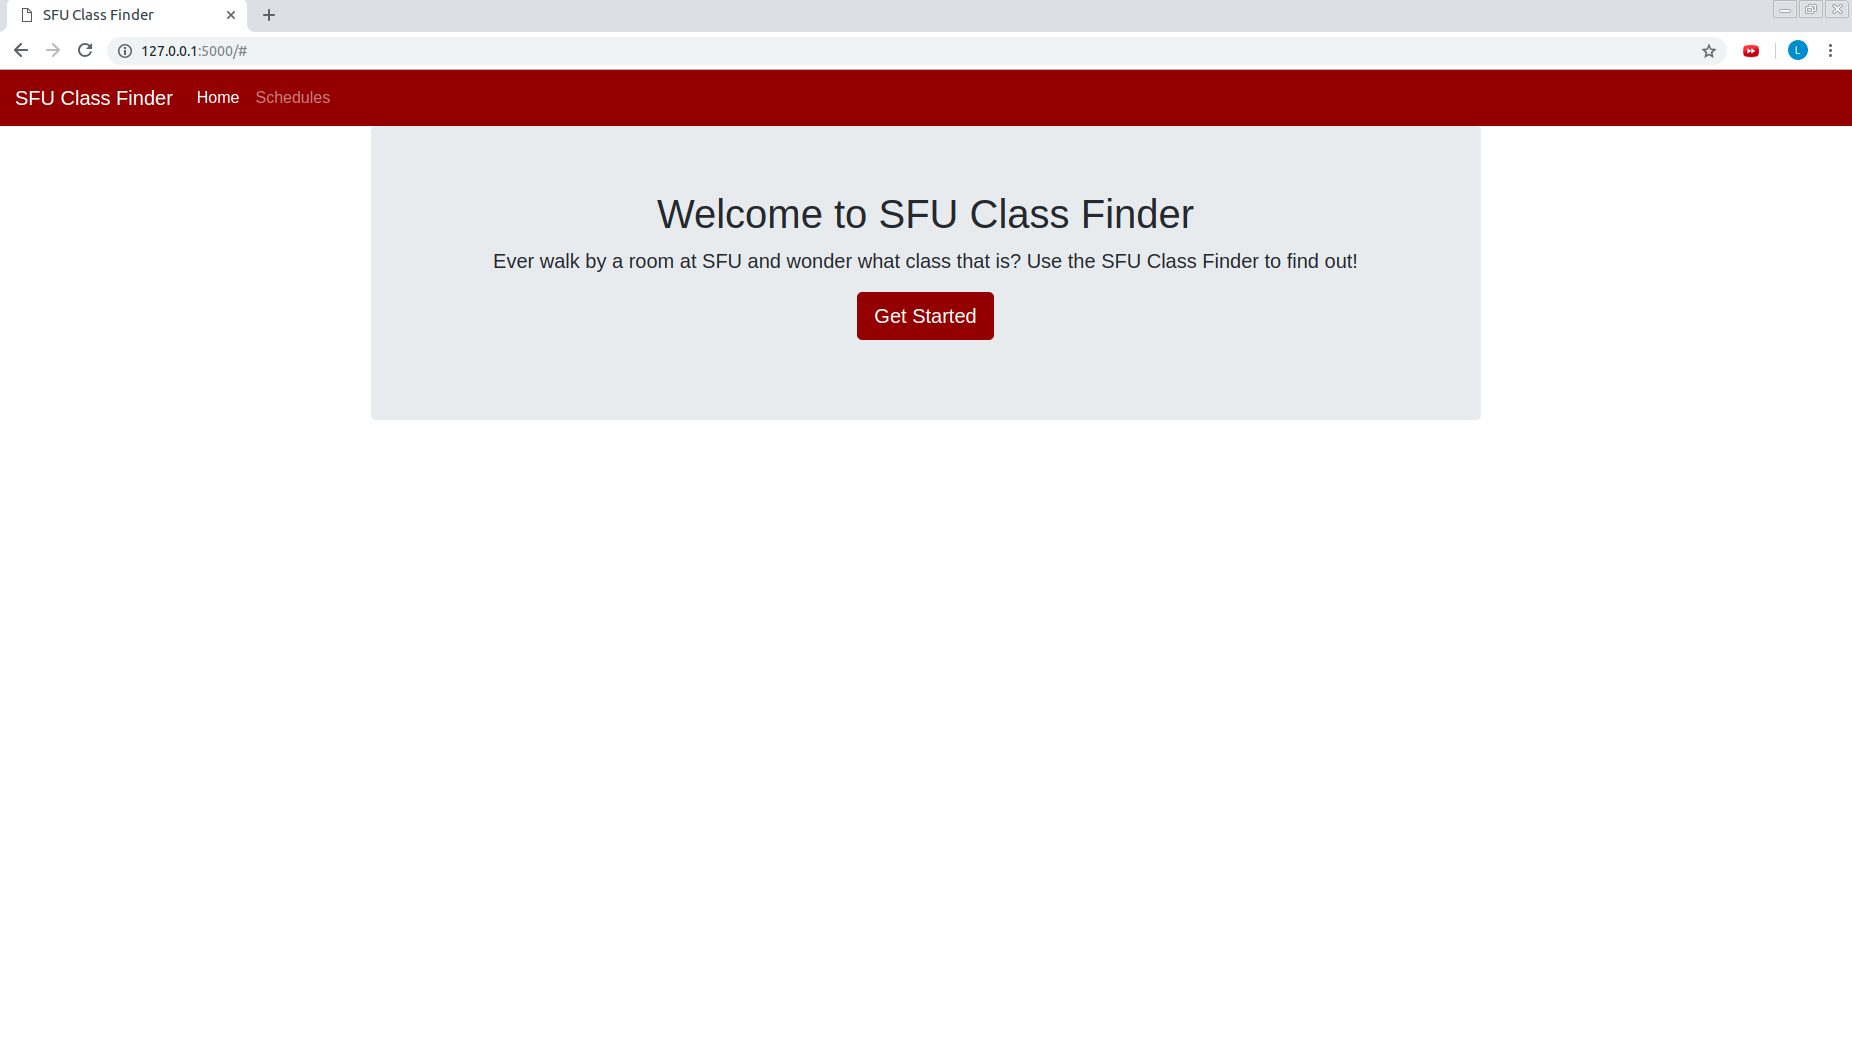 SFU Class Finder
127.0.0.1:5000/#
L
SFU Class Finder Home Schedules
Welcome to SFU Class Finder
Ever walk by a room at SFU and wonder what class that is? Use the SFU Class Finder to find out!
Get Started